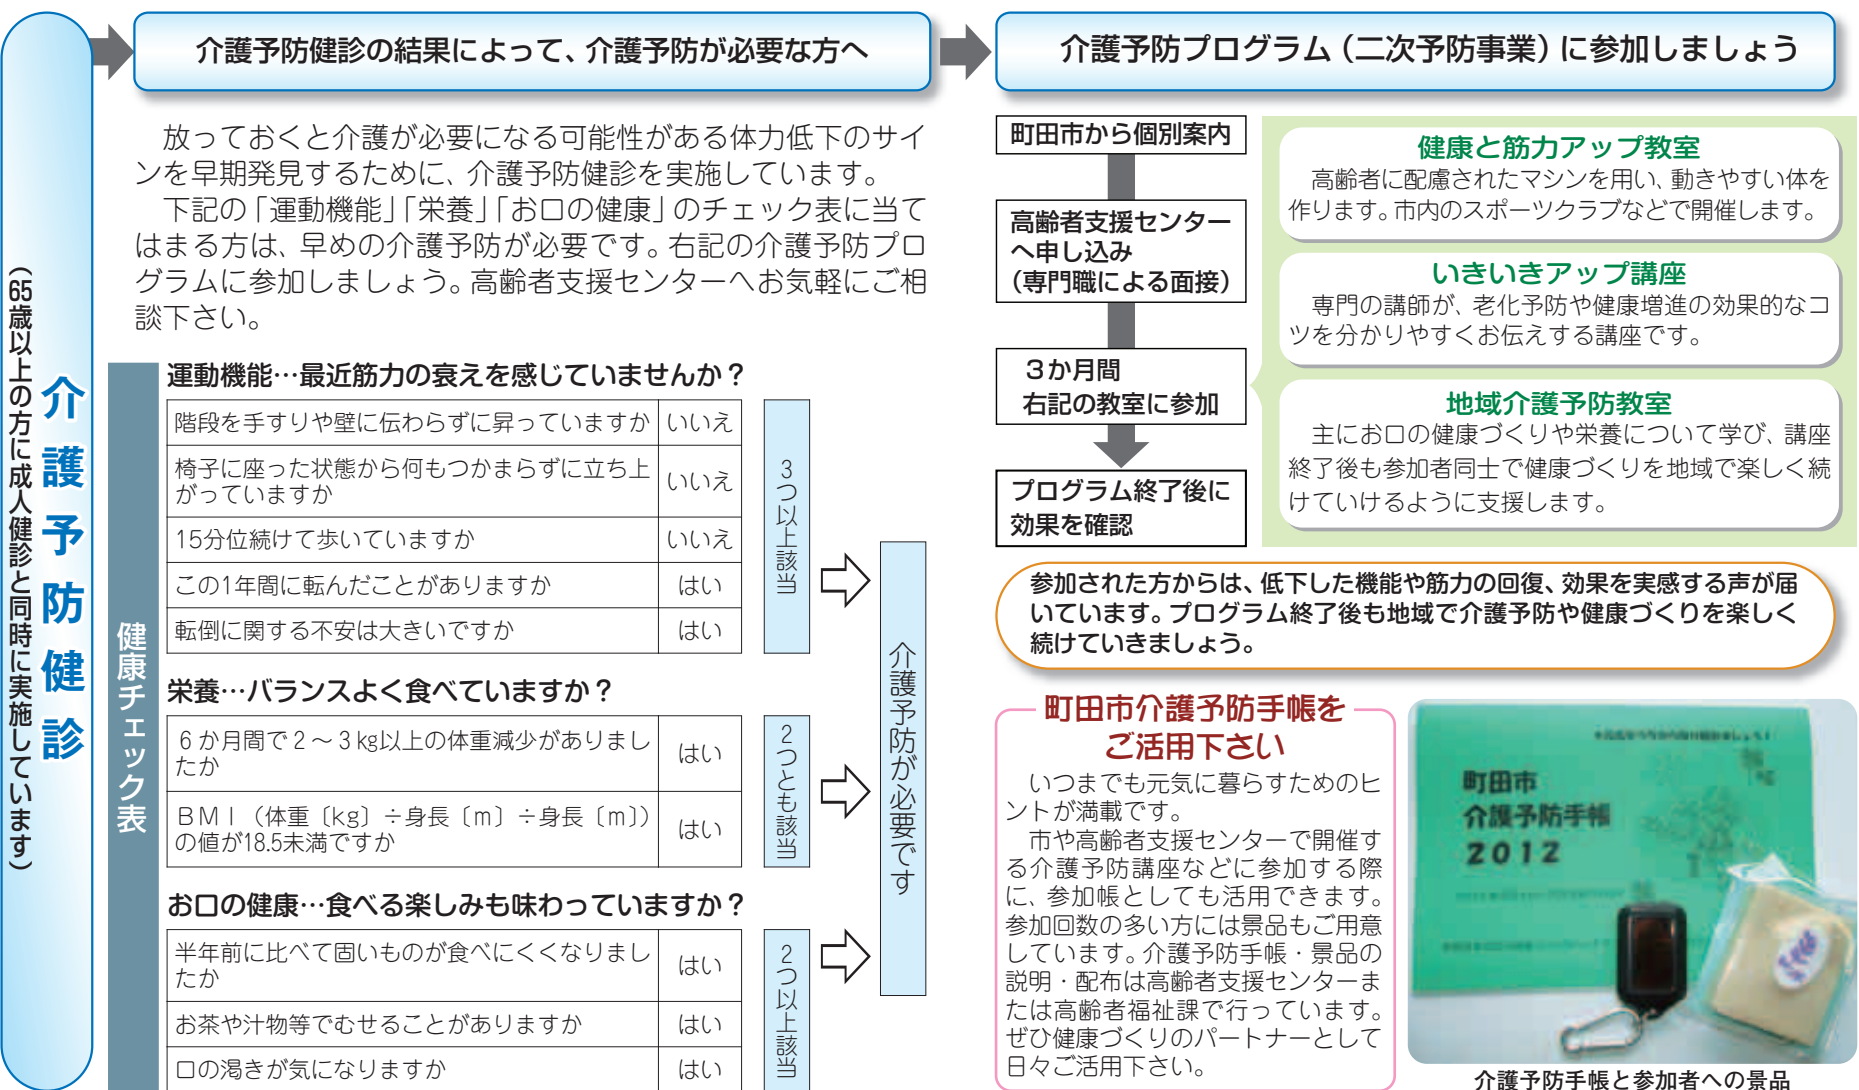 介護予防健診
（65歳以上の方に成人健診と同時に実施しています）
介護予防健診の結果によって、介護予防が必要な方へ
放っておくと介護が必要になる可能性がある体力低下のサイ
ンを早期発見するために、介護予防健診を実施しています。
下記の「運動機能」「栄養」「お口の健康」のチェック表に当て
はまる方は、早めの介護予防が必要です。右記の介護予防プロ
グラムに参加しましょう。高齢者支援センターへお気軽にご相
談下さい。
健康チェック表
運動機能…最近筋力の衰えを感じていませんか？
階段を手すりや壁に伝わらずに昇っていますか いいえ
椅子に座った状態から何もつかまらずに立ち上
がっていますか いいえ
15分位続けて歩いていますか いいえ
この1年間に転んだことがありますか はい
転倒に関する不安は大きいですか はい
3つ以上該当
栄養…バランスよく食べていますか？
6か月間で2～3㎏以上の体重減少がありまし
たか はい
BMI（体重〔kg〕÷身長〔m〕÷身長〔m〕）
の値が18.5未満ですか はい
2つとも該当
お口の健康…食べる楽しみも味わっていますか？
半年前に比べて固いものが食べにくくなりまし
たか はい
お茶や汁物等でむせることがありますか はい
口の渇きが気になりますか はい
2つ以上該当
介護予防が必要です
介護予防プログラム（二次予防事業）に参加しましょう
町田市から個別案内
高齢者支援センター
へ申し込み
（専門職による面接）
3か月間
右記の教室に参加
プログラム終了後に
効果を確認
健康と筋力アップ教室
高齢者に配慮されたマシンを用い、動きやすい体を
作ります。市内のスポーツクラブなどで開催します。
いきいきアップ講座
専門の講師が、老化予防や健康増進の効果的なコ
ツを分かりやすくお伝えする講座です。
地域介護予防教室
主にお口の健康づくりや栄養について学び、講座
終了後も参加者同士で健康づくりを地域で楽しく続
けていけるように支援します。
参加された方からは、低下した機能や筋力の回復、効果を実感する声が届
いています。プログラム終了後も地域で介護予防や健康づくりを楽しく
続けていきましょう。
町田市介護予防手帳を
ご活用下さい
いつまでも元気に暮らすためのヒ
ントが満載です。
市や高齢者支援センターで開催す
る介護予防講座などに参加する際
に、参加帳としても活用できます。
参加回数の多い方には景品もご用意
しています。介護予防手帳・景品の
説明・配布は高齢者支援センターま
たは高齢者福祉課で行っています。
ぜひ健康づくりのパートナーとして
日々ご活用下さい。
町田市
介護予防手帳
2012
介護予防手帳と参加者への景品